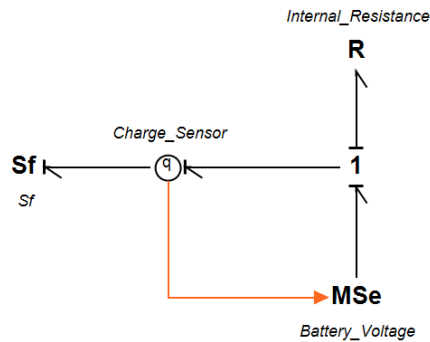 Internal_Resistance
R
Charge_Sensor
Sf
q
1
Sf
MSe
Battery_Voltage